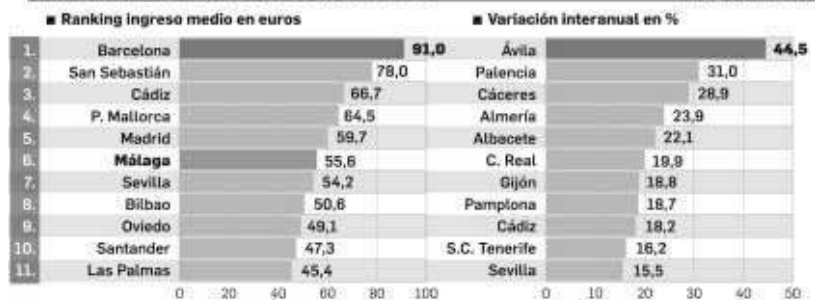 ■ Ranking ingreso medio en euros
1. Barcelona 91,0
2. San Sebastián 78,0
3. Cádiz 66,7
4. P. Mallorca 64,5
5. Madrid 59,7
6. Málaga 55,6
7. Sevilla 54,2
8. Bilbao 50,6
9. Oviedo 49,1
10. Santander 47,3
11. Las Palmas 45,4
0 20 40 60 80 100
■ Variación interanual en %
Ávila 44,5
Palencia 31,0
Cáceres 28,9
Almería 23,9
Albacete 22,1
C. Real 19,9
Gijón 18,8
Pamplona 18,7
Cádiz 18,2
S.C. Tenerife 16,2
Sevilla 15,5
0 10 20 30 40 50